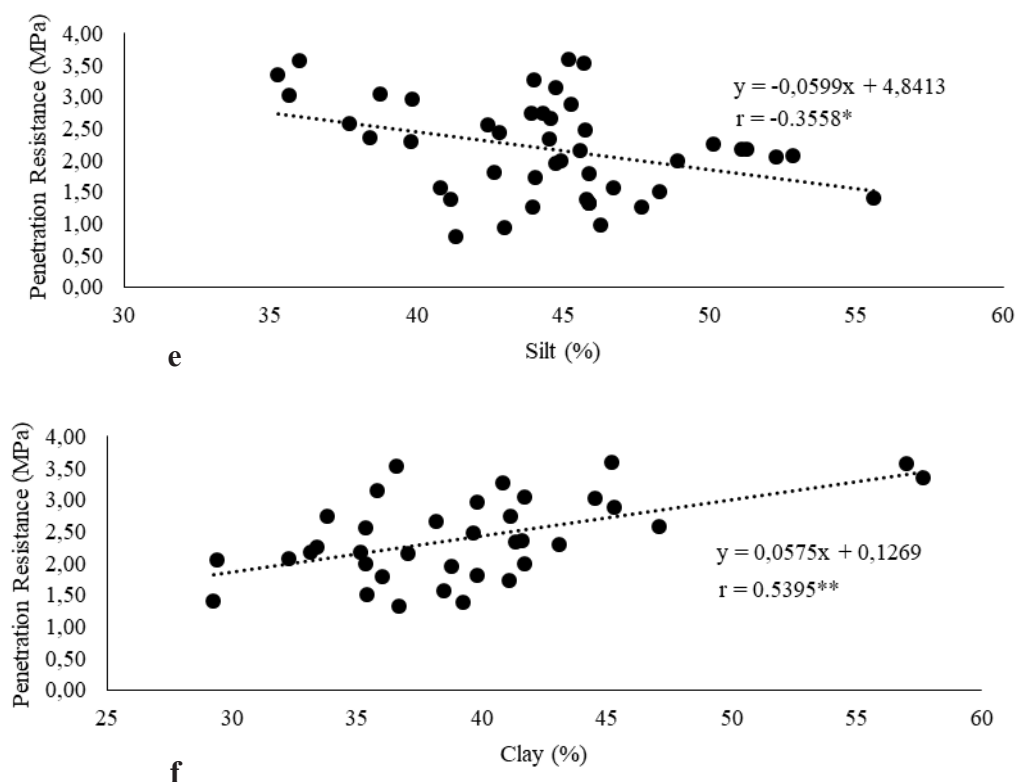 Penetration Resistance (MPa)
4,00
3,50
3,00
2,50
2,00
1,50
1,00
0,50
0,00
y = -0,0599x + 4,8413
r = -0.3558*
30 35 40 45 50 55 60
Silt (%)
e
Penetration Resistance (MPa)
4,00
3,50
3,00
2,50
2,00
1,50
1,00
0,50
0,00
y = 0,0575x + 0,1269
r = 0.5395**
25 30 35 40 45 50 55 60
Clay (%)
f